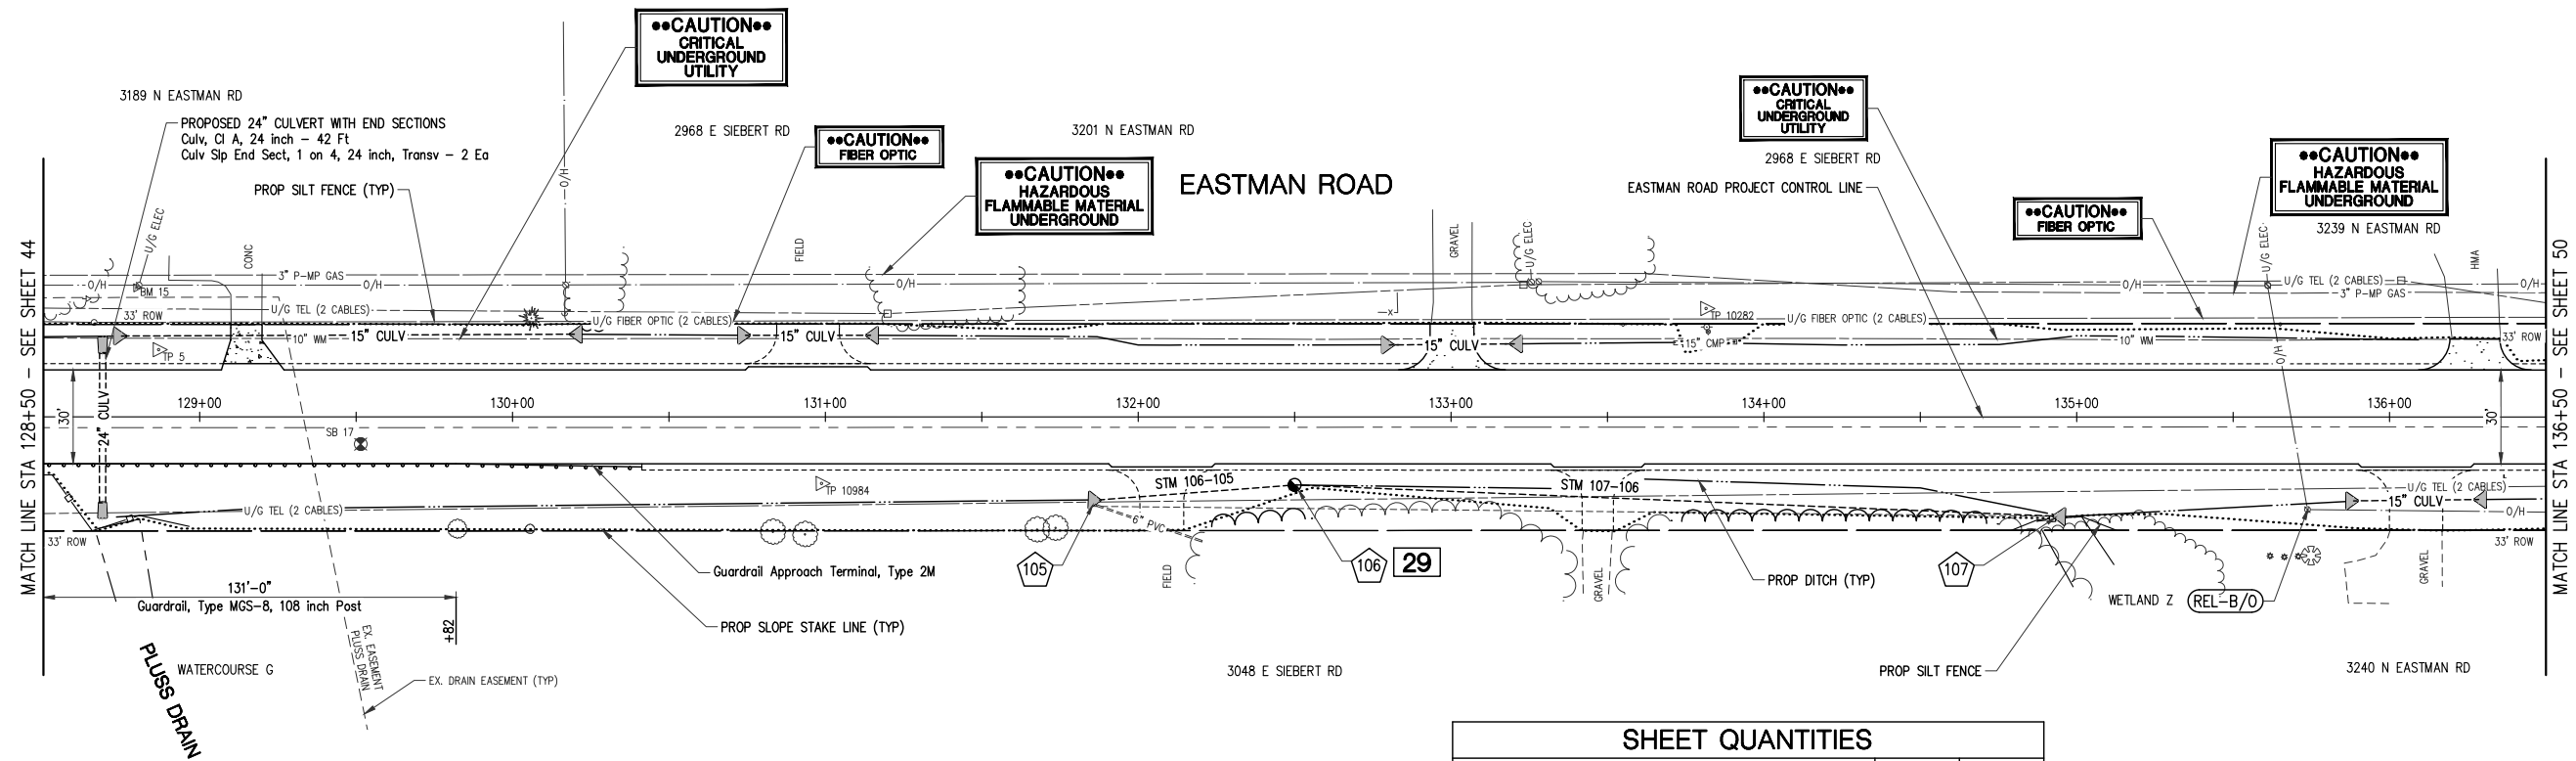 ••CAUTION••
CRITICAL
UNDERGROUND
UTILITY
3189 N EASTMAN RD
PROPOSED 24" CULVERT WITH END SECTIONS
Culv, Cl A, 24 inch – 42 Ft
Culv Slp End Sect, 1 on 4, 24 inch, Transv – 2 Ea
PROP SILT FENCE (TYP)
2968 E SIEBERT RD
••CAUTION••
FIBER OPTIC
3201 N EASTMAN RD
••CAUTION••
HAZARDOUS
FLAMMABLE MATERIAL
UNDERGROUND
EASTMAN ROAD
••CAUTION••
CRITICAL
UNDERGROUND
UTILITY
2968 E SIEBERT RD
EASTMAN ROAD PROJECT CONTROL LINE
••CAUTION••
FIBER OPTIC
••CAUTION••
HAZARDOUS
FLAMMABLE MATERIAL
UNDERGROUND
3239 N EASTMAN RD
MATCH LINE STA 128+50 – SEE SHEET 44
MATCH LINE STA 136+50 – SEE SHEET 50
U/G ELEC
CONC
O/H
FIELD
GRAVEL
U/G ELEC
U/G ELEC
HMA
3" P-MP GAS
O/H
BM 15
O/H
O/H
O/H
U/G TEL (2 CABLES)
O/H
3" P-MP GAS
33' ROW
U/G TEL (2 CABLES)
U/G FIBER OPTIC (2 CABLES)
-x
TP 10282
U/G FIBER OPTIC (2 CABLES)
10" WM
15" CULV
15" CULV
15" CULV
15" CMP
10" WM
33' ROW
TP 5
O/H
24" CULV
30'
129+00
130+00
131+00
132+00
133+00
134+00
135+00
136+00
30'
SB 17
TP 10984
STM 106-105
STM 107-106
U/G TEL (2 CABLES)
U/G TEL (2 CABLES)
15" CULV
O/H
6" PVC
33' ROW
33' ROW
105
106
29
107
Guardrail Approach Terminal, Type 2M
PROP DITCH (TYP)
FIELD
GRAVEL
GRAVEL
131'-0"
Guardrail, Type MGS-8, 108 inch Post
+82
WETLAND Z
REL-B/O
PROP SLOPE STAKE LINE (TYP)
EX. EASEMENT
PLUSS DRAIN
PLUSS DRAIN
WATERCOURSE G
EX. DRAIN EASEMENT (TYP)
3048 E SIEBERT RD
PROP SILT FENCE
3240 N EASTMAN RD
SHEET QUANTITIES